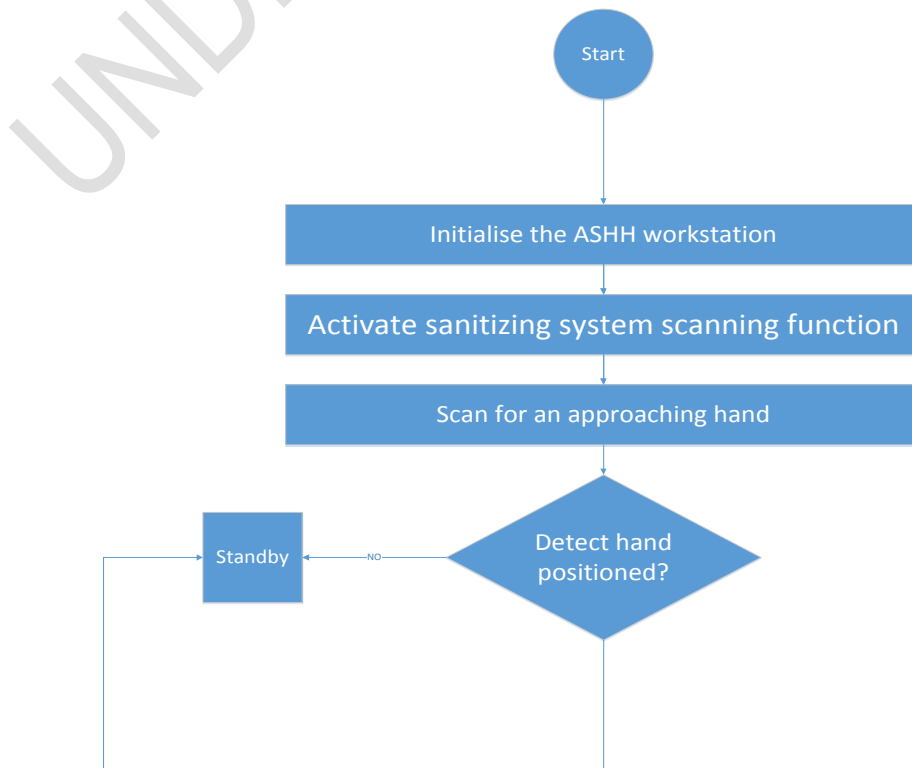 Start
Initialise the ASHH workstation
Activate sanitizing system scanning function
Scan for an approaching hand
Detect hand
positioned?
Standby
NO